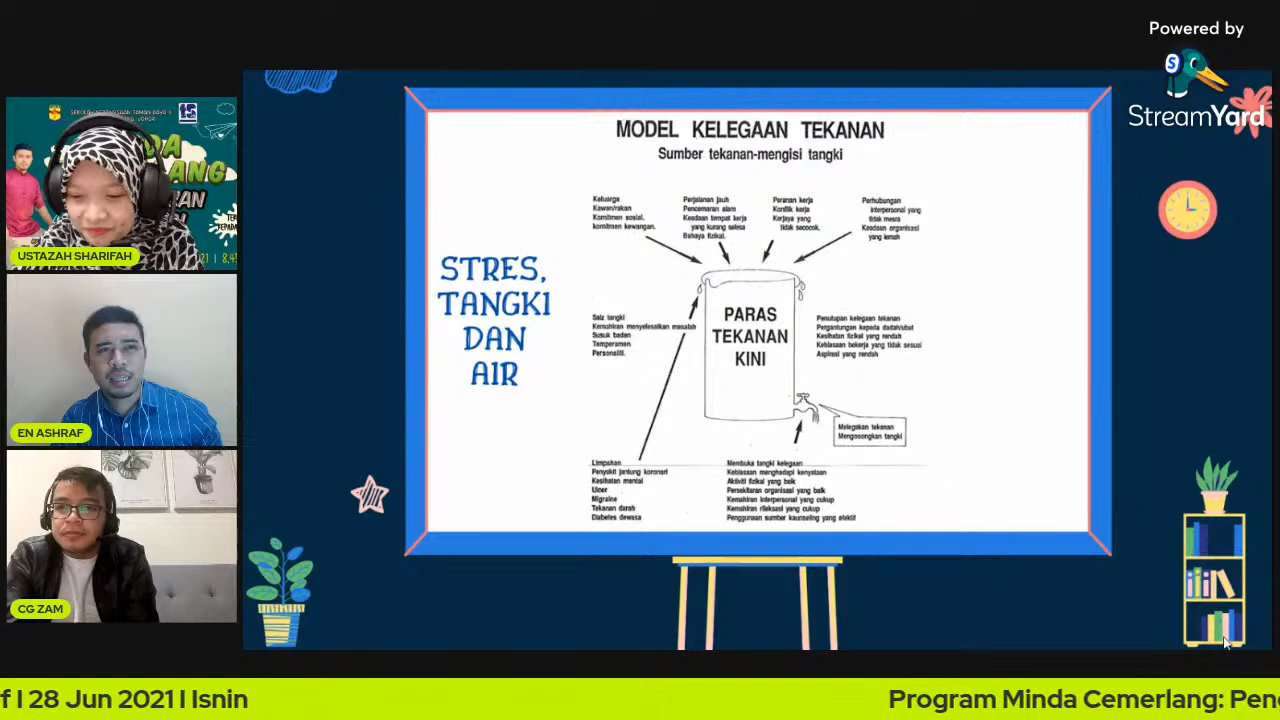 Powered by
StreamYard
SEKOLAH KEBANGSAAN TAMAN DAYA
USTAZAH SHARIFAH
EN ASHRAF
CG ZAM
MODEL KELEGAAN TEKANAN
Sumber tekanan-mengisi tangki
Keluarga
Kawan/rakan
Komitmen sosial.
komitmen kewangan.
Perjalanan jauh
Pencemaran alam
Keadaan tempat kerja
yang kurang selesa
Bahaya fizikal.
Peranan kerja
Konflik kerja
Kerjaya yang
tidak secocok.
Perhubungan
interpersonal yang
tidak mesra
Keadaan organisasi
yang lemah
STRES,
TANGKI
DAN
AIR
Saiz tangki
Kemahiran menyelesaikan masalah
Susuk badan
Temperamen
Personaliti.
PARAS
TEKANAN
KINI
Penutupan kelegaan tekanan
Pergantungan kepada dadah/ubat
Kesihatan fizikal yang rendah
Kebiasaan bekerja yang tidak sesuai
Aspirasi yang rendah
Melegakan tekanan
Mengosongkan tangki
Limpahan
Penyakit jantung koronari
Kesihatan mental
Ulcer
Migraine
Tekanan darah
Diabetes dewasa
Membuka tangki kelegaan
Kebiasaan menghadapi kenyataan
Aktiviti fizikal yang baik
Persekitaran organisasi yang baik
Kemahiran interpersonal yang cukup
Kemahiran rileksasi yang cukup
Penggunaan sumber kaunseling yang efektif
f I 28 Jun 2021 I Isnin
Program Minda Cemerlang: Pen